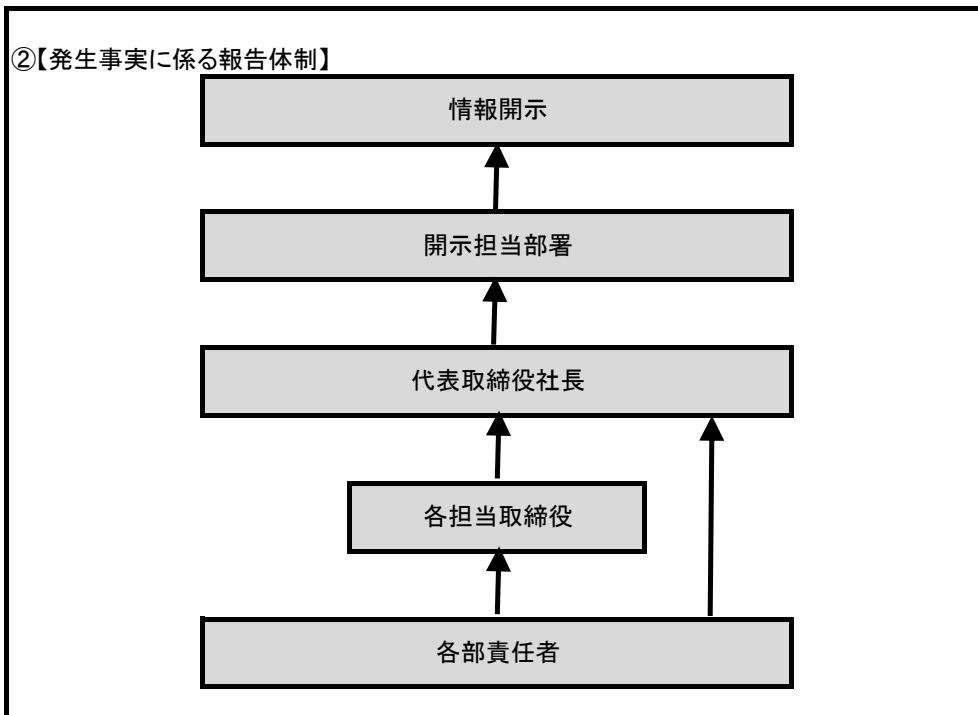 ②【発生事実に係る報告体制】
情報開示
開示担当部署
代表取締役社長
各担当取締役
各部責任者